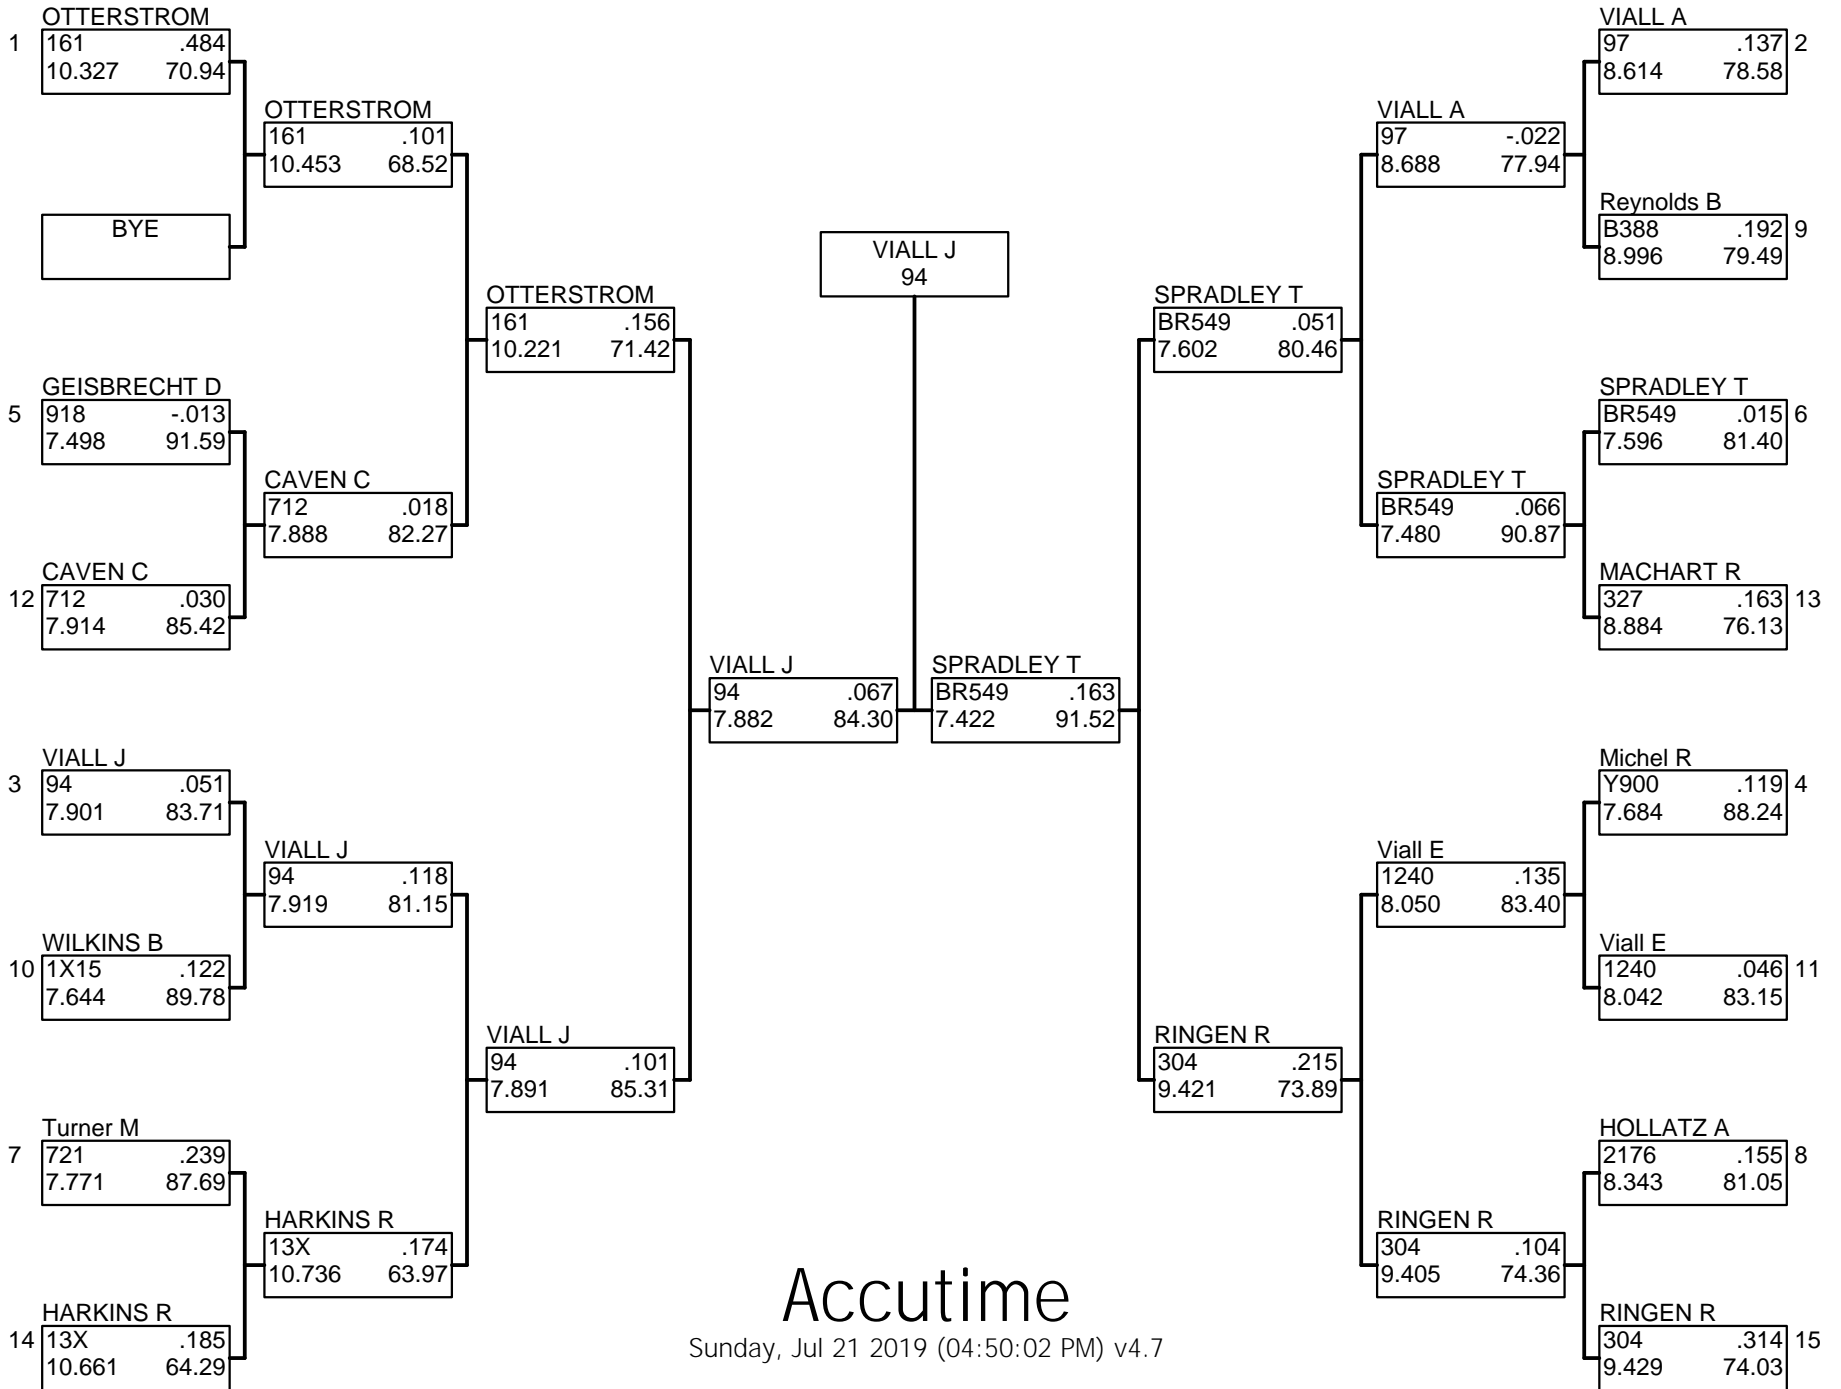 OTTERSTROM
1 161 .484
10.327 70.94
BYE
GEISBRECHT D
5 918 -.013
7.498 91.59
CAVEN C
12 712 .030
7.914 85.42
VIALL J
3 94 .051
7.901 83.71
WILKINS B
10 1X15 .122
7.644 89.78
Turner M
7 721 .239
7.771 87.69
HARKINS R
14 13X .185
10.661 64.29
OTTERSTROM
161 .101
10.453 68.52
CAVEN C
712 .018
7.888 82.27
VIALL J
94 .118
7.919 81.15
HARKINS R
13X .174
10.736 63.97
OTTERSTROM
161 .156
10.221 71.42
VIALL J
94 .101
7.891 85.31
VIALL J
94 .067
7.882 84.30
VIALL J
94
SPRADLEY T
BR549 .163
7.422 91.52
SPRADLEY T
BR549 .051
7.602 80.46
RINGEN R
304 .215
9.421 73.89
VIALL A
97 -.022
8.688 77.94
SPRADLEY T
BR549 .066
7.480 90.87
Viall E
1240 .135
8.050 83.40
RINGEN R
304 .104
9.405 74.36
VIALL A
97 .137 2
8.614 78.58
Reynolds B
B388 .192 9
8.996 79.49
SPRADLEY T
BR549 .015 6
7.596 81.40
MACHART R
327 .163 13
8.884 76.13
Michel R
Y900 .119 4
7.684 88.24
Viall E
1240 .046 11
8.042 83.15
HOLLATZ A
2176 .155 8
8.343 81.05
RINGEN R
304 .314 15
9.429 74.03
Accutime
Sunday, Jul 21 2019 (04:50:02 PM) v4.7